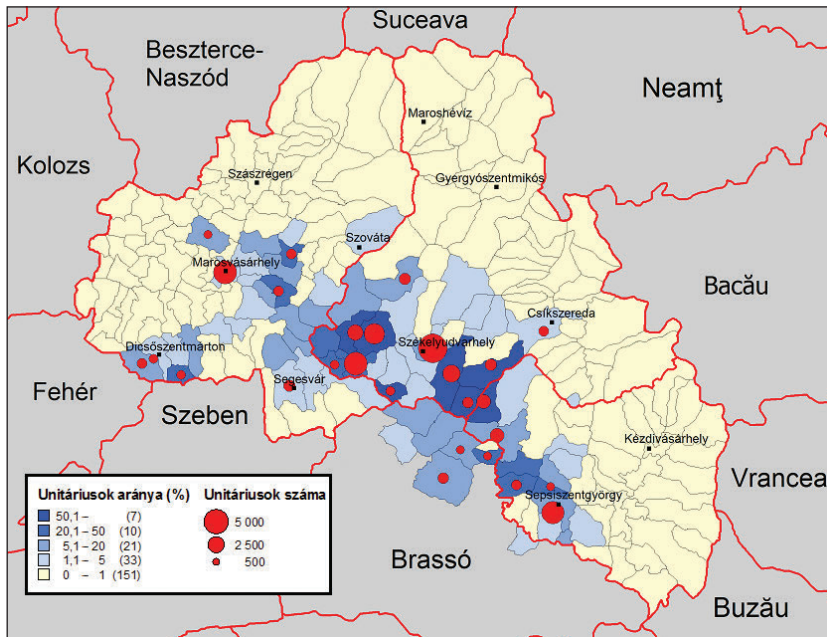 Suceava
Beszterce-
Naszód
Neamţ
Maroshévíz
Kolozs
Szászrégen
Gyergyószentmikós
Szováta
Marosvásárhely
Bacău
Csíkszereda
Dicsőszentmárton
Székelyudvarhely
Fehér
Segesvár
Szeben
Kézdivásárhely
Vrancea
Sepsiszentgyörgy
Brassó
Buzău
Unitáriusok aránya (%)
50,1 – (7)
20,1 – 50 (10)
5,1 – 20 (21)
1,1 – 5 (33)
0 – 1 (151)
Unitáriusok száma
5 000
2 500
500